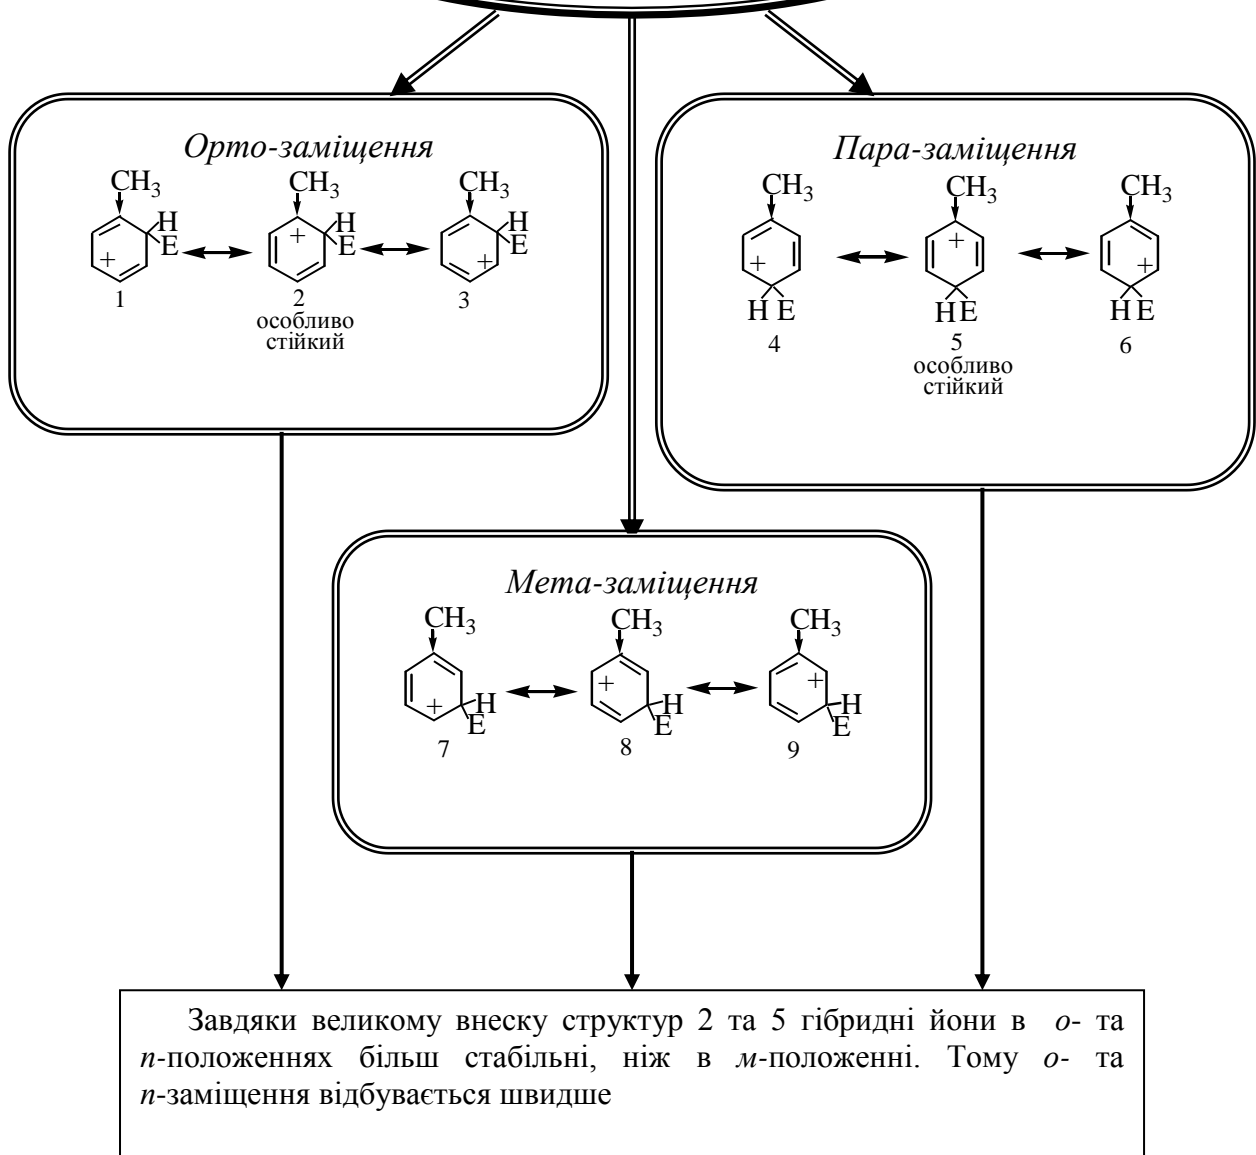 Орто-заміщення
CH3 CH3 CH3
H H H
+ E + E + E
1 2 3
особливо
стійкий
Пара-заміщення
CH3 CH3 CH3
+ + +
H E H E H E
4 5 6
особливо
стійкий
Мета-заміщення
CH3 CH3 CH3
+ H + H + H
E E E
7 8 9
Завдяки великому внеску структур 2 та 5 гібридні йони в о- та
п-положеннях більш стабільні, ніж в м-положенні. Тому о- та
п-заміщення відбувається швидше